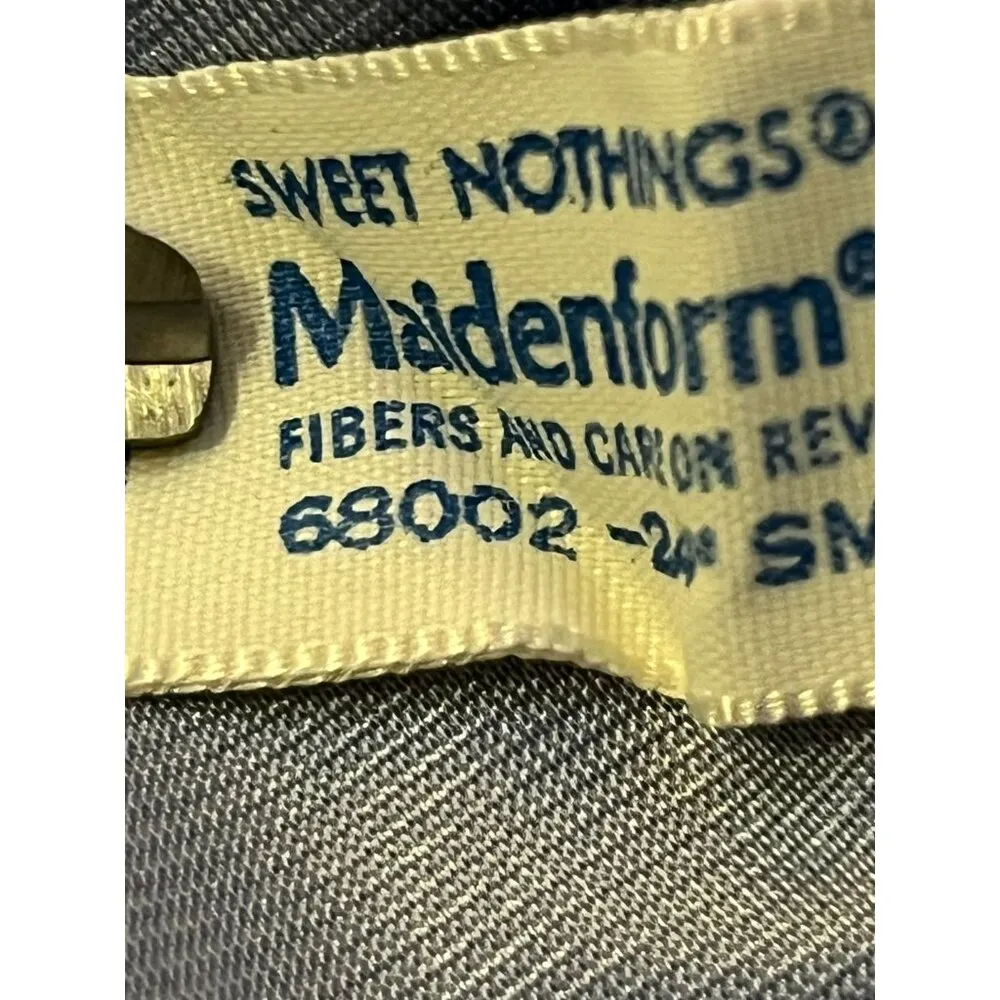 SWEET NOTHINGS®
Maidenform®
FIBERS AND CARE ON REV
68002 -24" SM